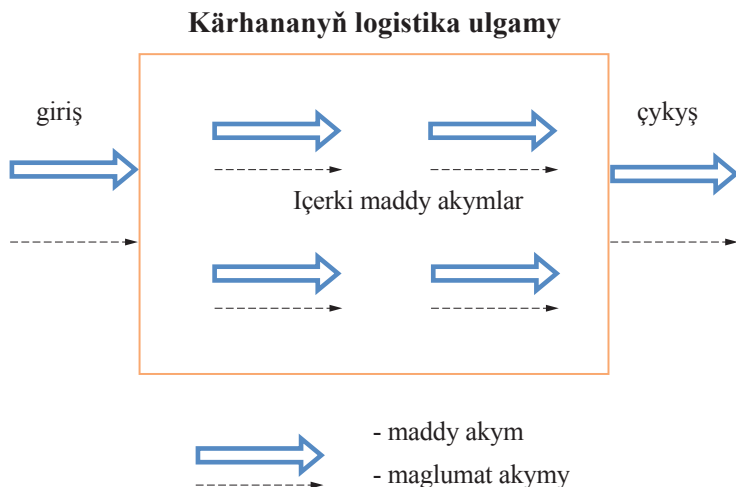 Kärhananyň logistika ulgamy
giriş
çykyş
Içerki maddy akymlar
- maddy akym
- maglumat akymy